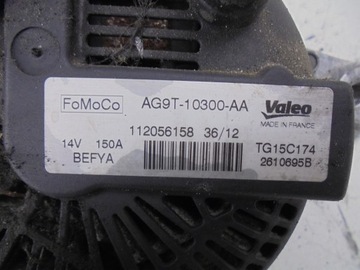 FoMoCo AG9T-10300-AA Valeo
MADE IN FRANCE
112056158 36/12
14V 150A TG15C174
BEFYA 2610695B